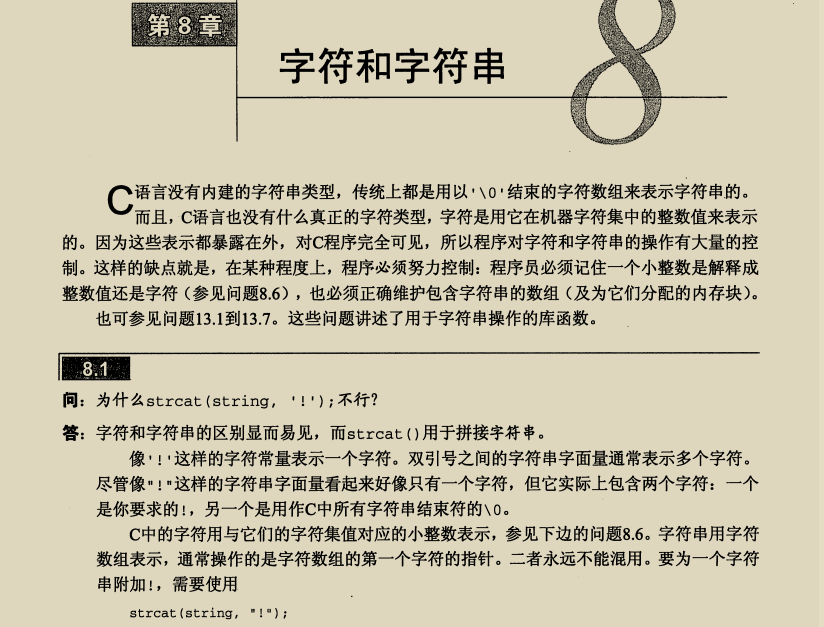 第8章
8
字符和字符串
C语言没有内建的字符串类型，传统上都是用以'\0'结束的字符数组来表示字符串的。
而且，C语言也没有什么真正的字符类型，字符是用它在机器字符集中的整数值来表示
的。因为这些表示都暴露在外，对C程序完全可见，所以程序对字符和字符串的操作有大量的控
制。这样的缺点就是，在某种程度上，程序必须努力控制：程序员必须记住一个小整数是解释成
整数值还是字符（参见问题8.6），也必须正确维护包含字符串的数组（及为它们分配的内存块）。
也可参见问题13.1到13.7。这些问题讲述了用于字符串操作的库函数。
8.1
问：为什么strcat(string, '!');不行？
答：字符和字符串的区别显而易见，而strcat()用于拼接字符串。
像'!'这样的字符常量表示一个字符。双引号之间的字符串字面量通常表示多个字符。
尽管像"!"这样的字符串字面量看起来好像只有一个字符，但它实际上包含两个字符：一个
是你要求的!，另一个是用作C中所有字符串结束符的\0。
C中的字符用与它们的字符集值对应的小整数表示，参见下边的问题8.6。字符串用字符
数组表示，通常操作的是字符数组的第一个字符的指针。二者永远不能混用。要为一个字符
串附加!，需要使用
strcat(string, "!");